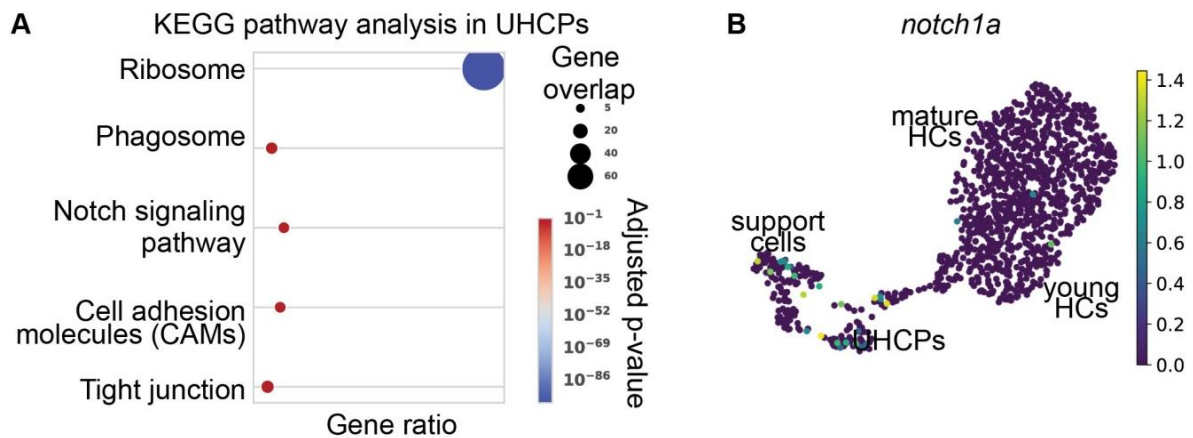 A
KEGG pathway analysis in UHCPs
Ribosome
Phagosome
Notch signaling
pathway
Cell adhesion
molecules (CAMs)
Tight junction
Gene ratio
Gene
overlap
5
20
40
60
Adjusted p-value
10⁻¹
10⁻¹⁸
10⁻³⁵
10⁻⁵²
10⁻⁶⁹
10⁻⁸⁶
B
notch1a
mature
HCs
support
cells
young
HCs
UHCPs
1.4
1.2
1.0
0.8
0.6
0.4
0.2
0.0